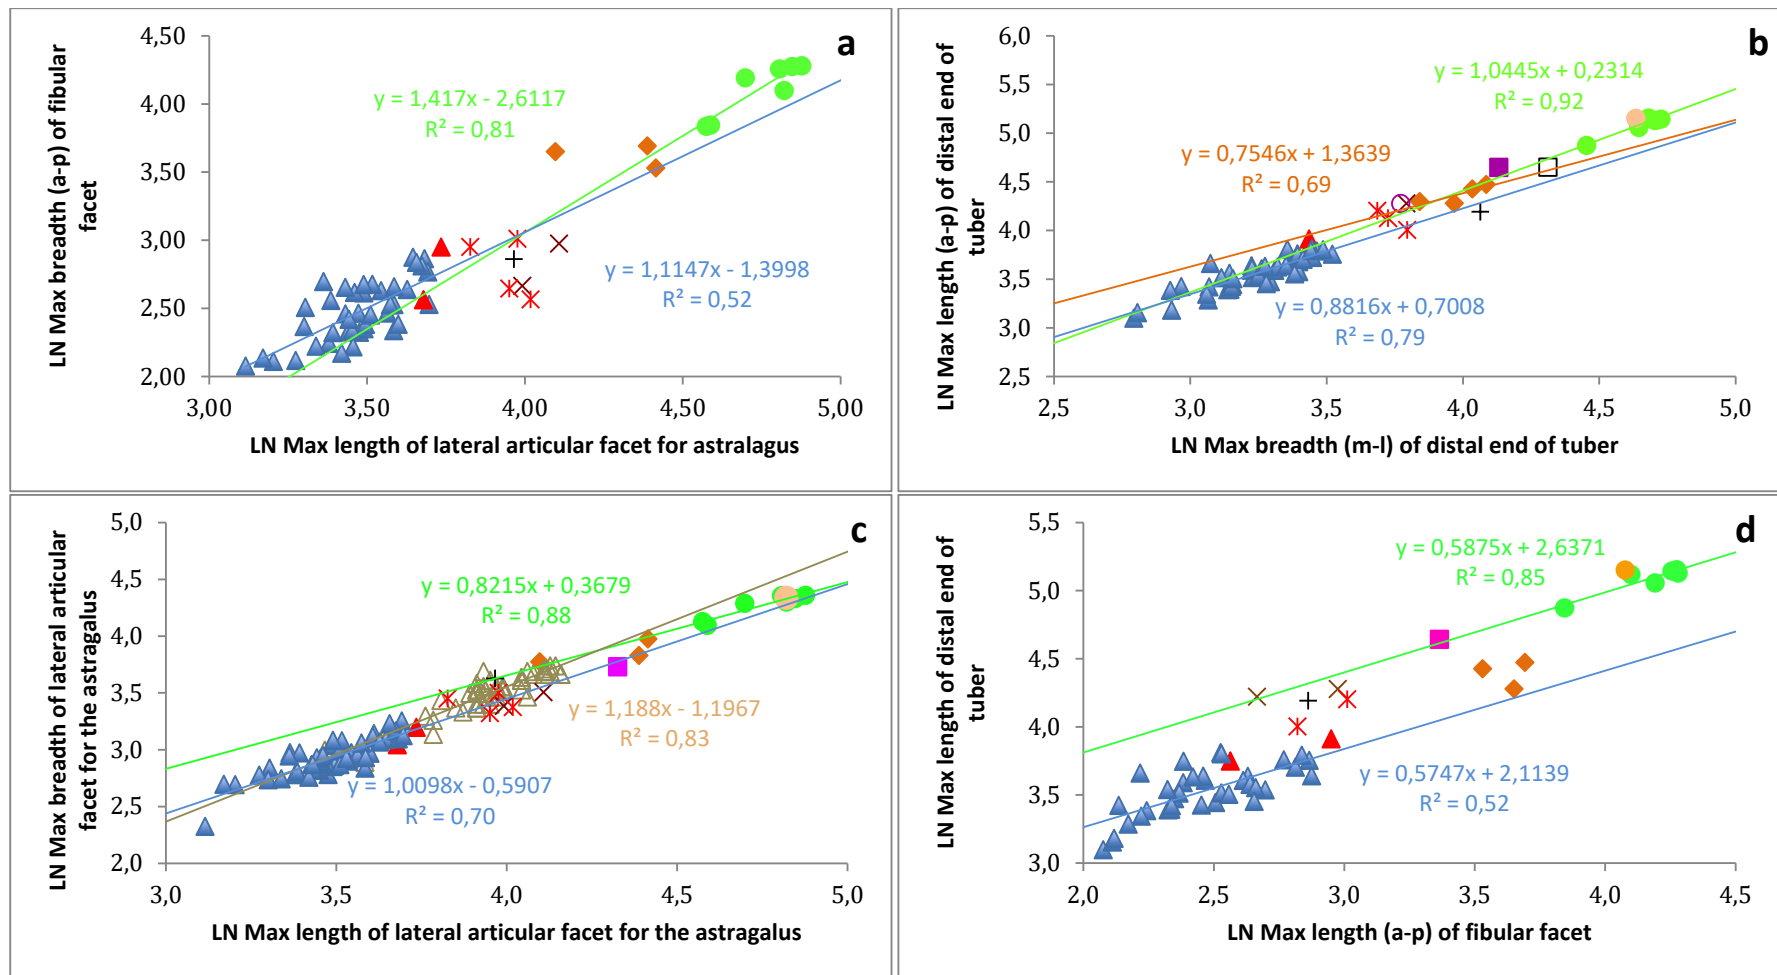 a
LN Max breadth (a-p) of fibular
facet
4,50
4,00
3,50
3,00
2,50
2,00
y = 1,417x - 2,6117
R² = 0,81
y = 1,1147x - 1,3998
R² = 0,52
3,00 3,50 4,00 4,50 5,00
LN Max length of lateral articular facet for astralagus
b
LN Max length (a-p) of distal end of
tuber
6,0
5,5
5,0
4,5
4,0
3,5
3,0
2,5
y = 1,0445x + 0,2314
R² = 0,92
y = 0,7546x + 1,3639
R² = 0,69
y = 0,8816x + 0,7008
R² = 0,79
2,5 3,0 3,5 4,0 4,5 5,0
LN Max breadth (m-l) of distal end of tuber
c
LN Max breadth of lateral articular
facet for the astragalus
5,0
4,5
4,0
3,5
3,0
2,5
2,0
y = 0,8215x + 0,3679
R² = 0,88
y = 1,188x - 1,1967
R² = 0,83
y = 1,0098x - 0,5907
R² = 0,70
3,0 3,5 4,0 4,5 5,0
LN Max length of lateral articular facet for the astragalus
d
LN Max length of distal end of
tuber
5,5
5,0
4,5
4,0
3,5
3,0
y = 0,5875x + 2,6371
R² = 0,85
y = 0,5747x + 2,1139
R² = 0,52
2,0 2,5 3,0 3,5 4,0 4,5
LN Max length (a-p) of fibular facet